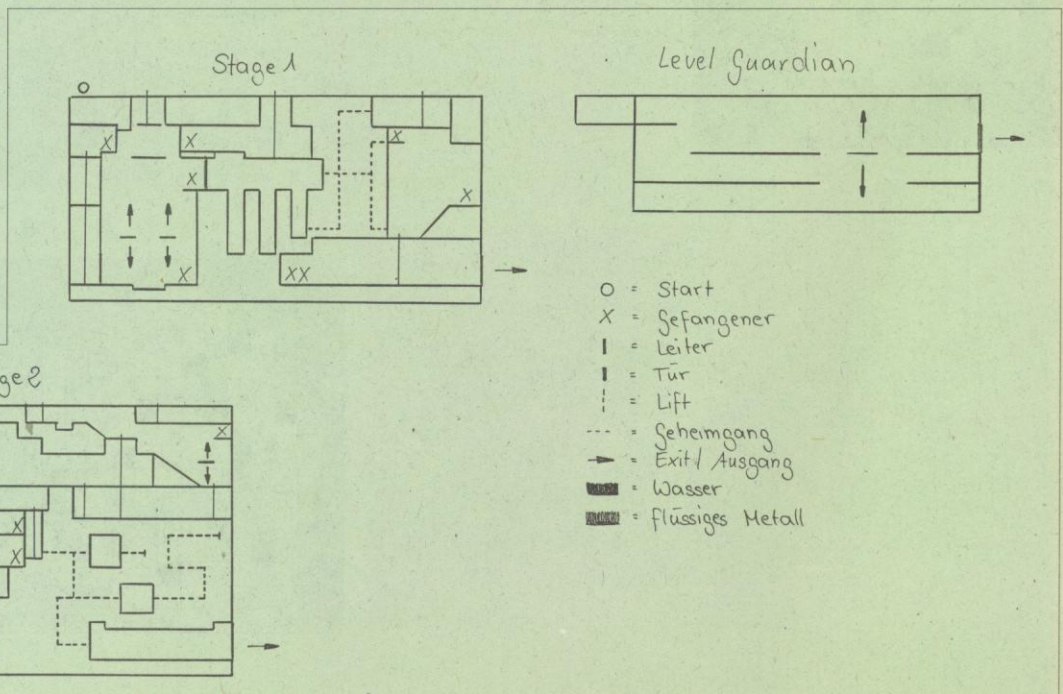 Stage 1
Level Guardian
X
X
X
X
X
X
XX
O = Start
X = Gefangener
= Leiter
= Tür
= Lift
= Geheimgang
= Exit / Ausgang
= Wasser
= flüssiges Metall
ge 2
X
X
X